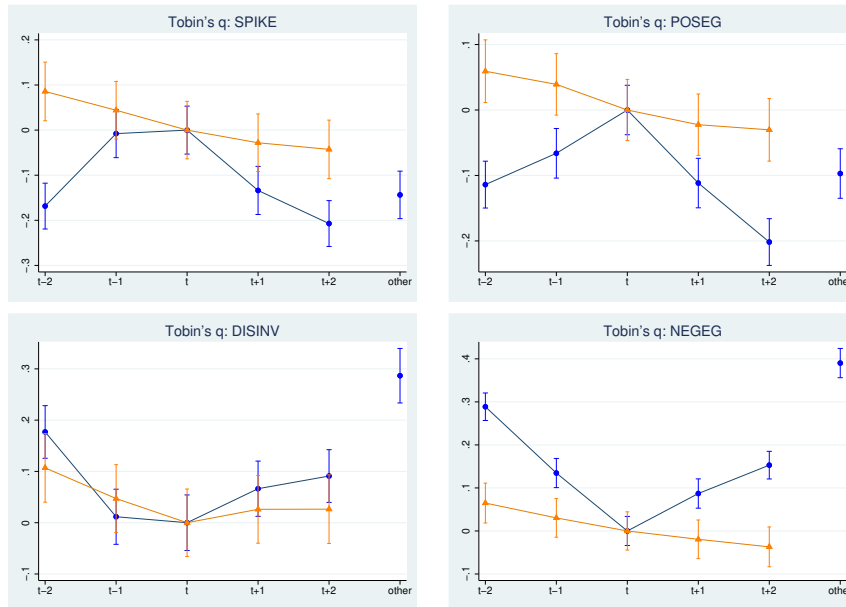 Tobin's q: SPIKE
.2
.1
0
−.1
−.2
−.3
t−2 t−1 t t+1 t+2 other
Tobin's q: POSEG
.1
0
−.1
−.2
t−2 t−1 t t+1 t+2 other
Tobin's q: DISINV
.3
.2
.1
0
−.1
t−2 t−1 t t+1 t+2 other
Tobin's q: NEGEG
.4
.3
.2
.1
0
−.1
t−2 t−1 t t+1 t+2 other